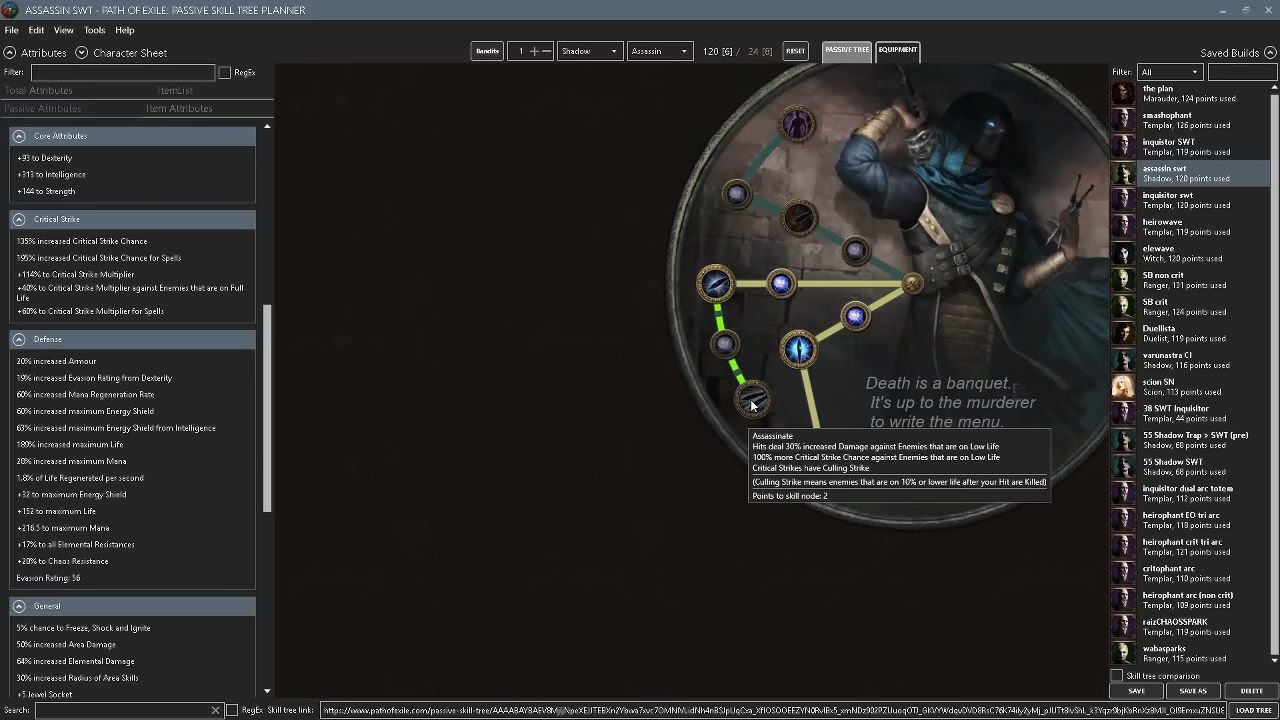 ASSASSIN SWT - PATH OF EXILE. PASSIVE SKILL TREE PLANNER
File Edit View Tools Help
Attributes Character Sheet
Bandits 1 Shadow Assassin 120 [6] / 24 [8] RESET PASSIVE TREE EQUIPMENT
Saved Builds
Filter: RegEx
Total Attributes ItemList
Passive Attributes Item Attributes
Core Attributes
+93 to Dexterity
+313 to Intelligence
+144 to Strength
Critical Strike
135% increased Critical Strike Chance
195% increased Critical Strike Chance for Spells
+114% to Critical Strike Multiplier
+40% to Critical Strike Multiplier against Enemies that are on Full
Life
to Critical Strike Multiplier for Spells
Defense
20% increased Armour
19% increased Evasion Rating from Dexterity
60% increased Mana Regeneration Rate
60% increased maximum Energy Shield
63% increased maximum Energy Shield from Intelligence
189% increased maximum Life
28% increased maximum Mana
1.8% of Life Regenerated per second
+32 to maximum Energy Shield
+152 to maximum Life
+216.5 to maximum Mana
+17% to all Elemental Resistances
+20% to Chaos Resistance
Evasion Rating: 56
General
5% chance to Freeze, Shock and Ignite
50% increased Area Damage
64% increased Elemental Damage
30% increased Radius of Area Skills
+5 Jewel Socket
Death is a banquet.
It's up to the murderer
to write the menu.
Assassinate
Hits deal 30% increased Damage against Enemies that are on Low Life
100% more Critical Strike Chance against Enemies that are on Low Life
Critical Strikes have Culling Strike
(Culling Strike means enemies that are on 10% or lower life after your Hit are Killed)
Points to skill node: 2
Filter: All
the plan
Marauder, 124 points used
smashophant
Templar, 126 points used
inquistor SWT
Templar, 119 points used
assassin swt
Shadow, 120 points used
inquisitor swt
Templar, 120 points used
heirowave
Templar, 119 points used
elewave
Witch, 120 points used
SB non crit
Ranger, 131 points used
SB crit
Ranger, 124 points used
Duellista
Duelist, 119 points used
varunastra CI
Shadow, 116 points used
scion SN
Scion, 113 points used
38 SWT Inquisitor
Templar, 44 points used
55 Shadow Trap > SWT (pre)
Shadow, 68 points used
55 Shadow SWT
Shadow, 68 points used
inquisitor dual arc totem
Templar, 112 points used
heirophant EO tri arc
Templar, 118 points used
heirophant crit tri arc
Templar, 121 points used
critophant arc
Templar, 110 points used
heirophant arc (non crit)
Templar, 109 points used
raizCHAOSSPARK
Templar, 119 points used
wabasparks
Ranger, 115 points used
Skill tree comparison
SAVE SAVE AS DELETE
Search: RegEx Skill tree link: LOAD TREE